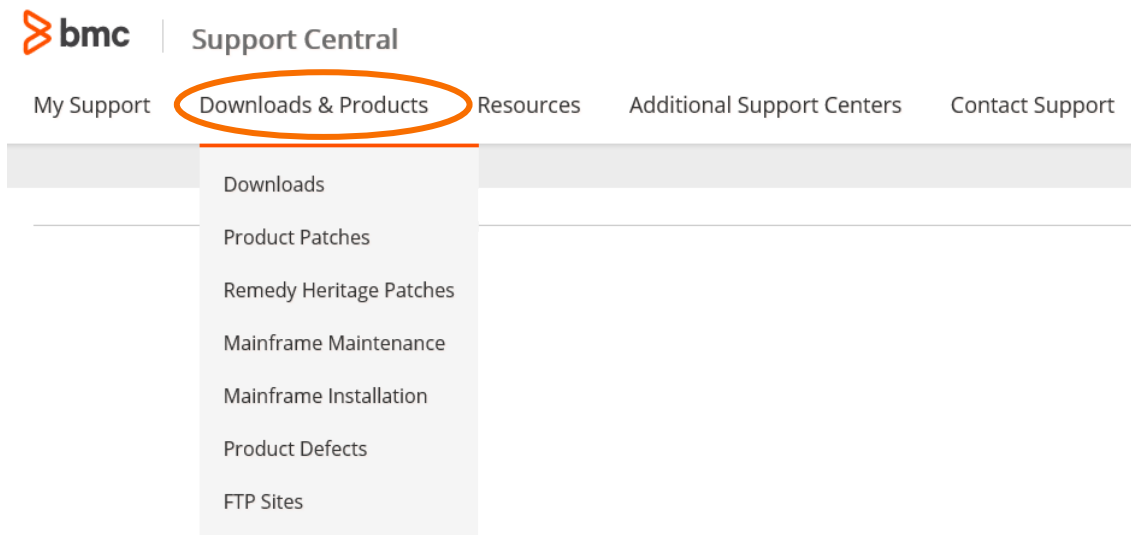 bmc Support Central
My Support Downloads & Products Resources Additional Support Centers Contact Support
Downloads
Product Patches
Remedy Heritage Patches
Mainframe Maintenance
Mainframe Installation
Product Defects
FTP Sites